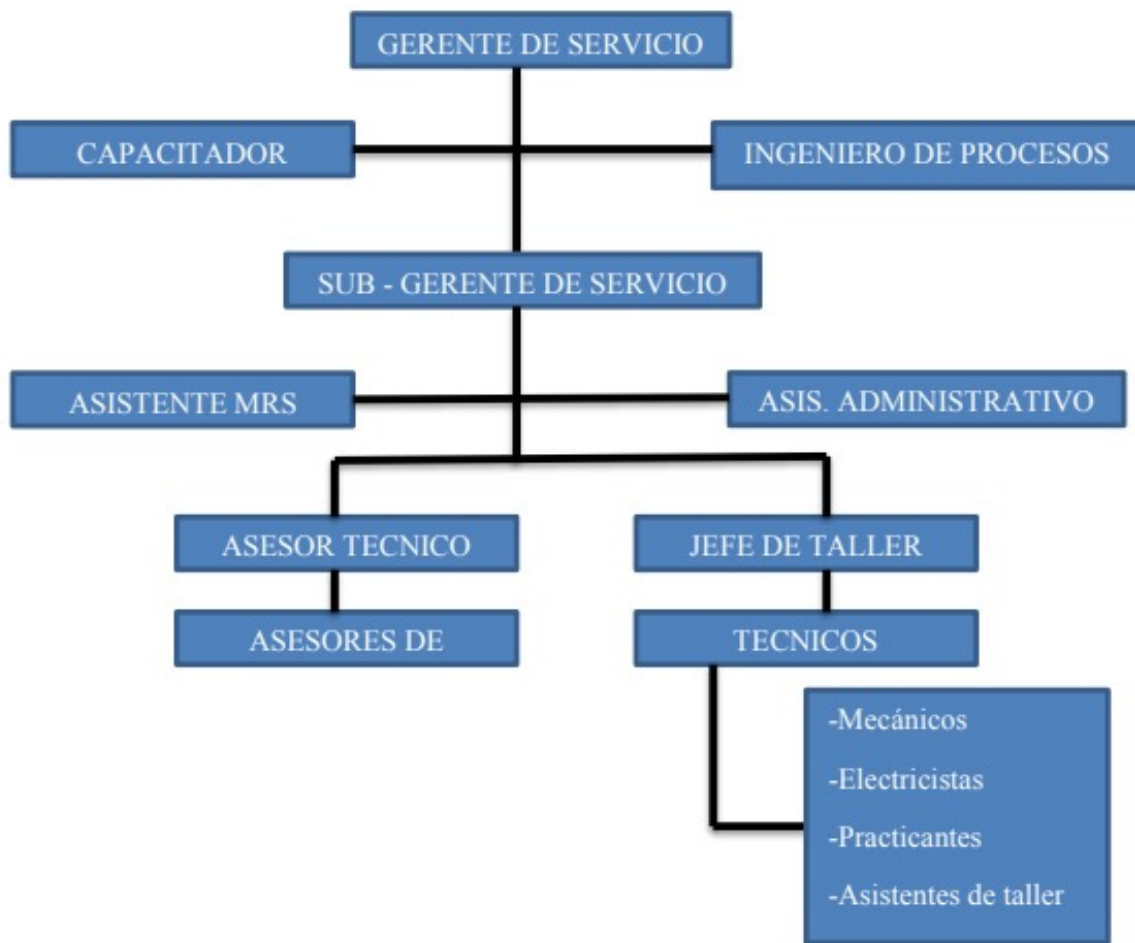 GERENTE DE SERVICIO
CAPACITADOR
INGENIERO DE PROCESOS
SUB - GERENTE DE SERVICIO
ASISTENTE MRS
ASIS. ADMINISTRATIVO
ASESOR TECNICO
JEFE DE TALLER
ASESORES DE
TECNICOS
-Mecánicos
-Electricistas
-Practicantes
-Asistentes de taller